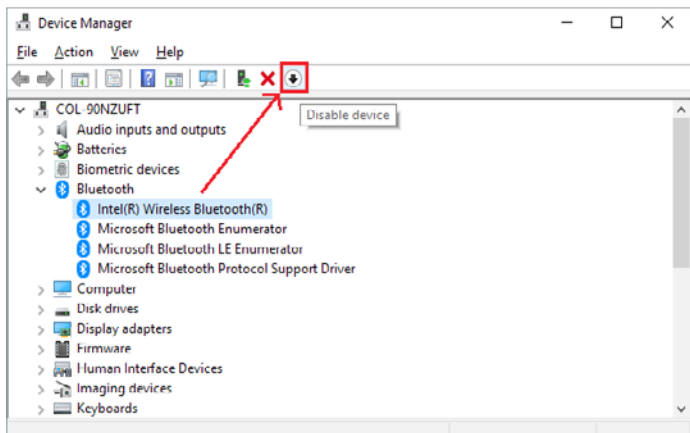 Device Manager
File Action View Help
Disable device
COL-90NZUFT
Audio inputs and outputs
Batteries
Biometric devices
Bluetooth
Intel(R) Wireless Bluetooth(R)
Microsoft Bluetooth Enumerator
Microsoft Bluetooth LE Enumerator
Microsoft Bluetooth Protocol Support Driver
Computer
Disk drives
Display adapters
Firmware
Human Interface Devices
Imaging devices
Keyboards